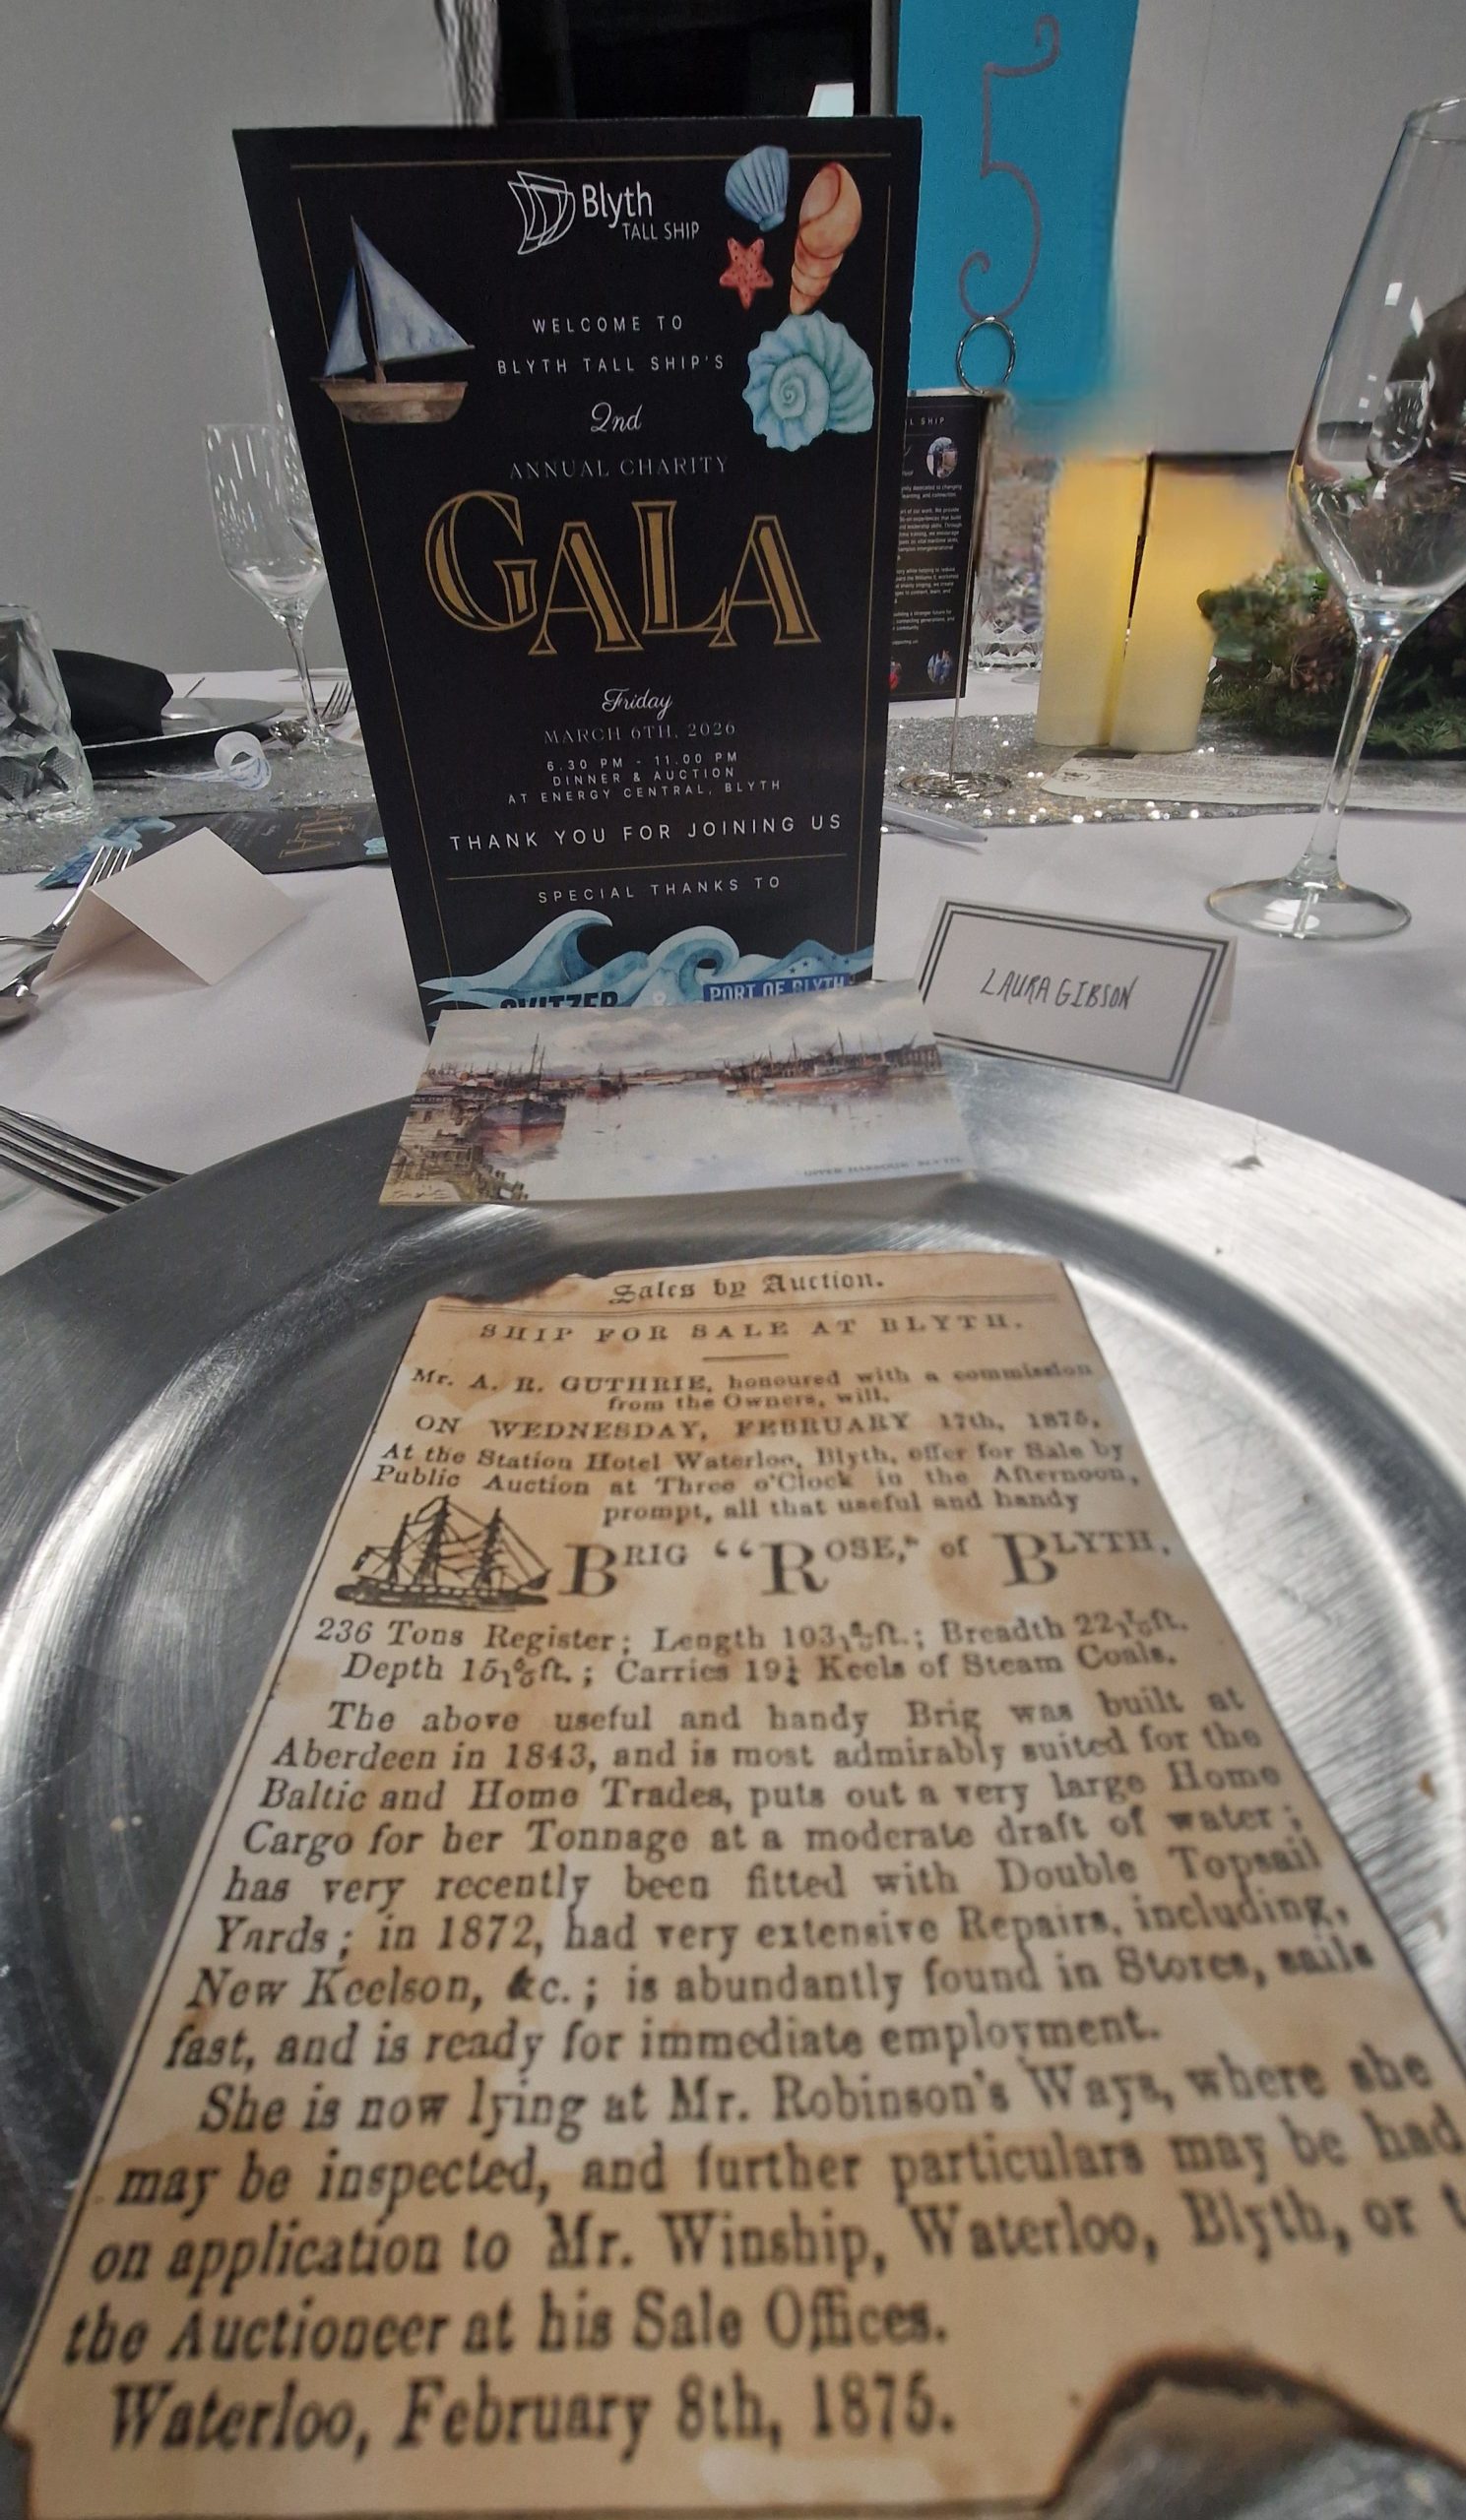 5
Blyth
TALL SHIP
WELCOME TO
BLYTH TALL SHIP'S
2nd
ANNUAL CHARITY
GALA
Friday
MARCH 6TH, 2026
6.30 PM - 11.00 PM
DINNER & AUCTION
AT ENERGY CENTRAL, BLYTH
THANK YOU FOR JOINING US
SPECIAL THANKS TO
SVITZER & PORT OF BLYTH
LAURA GIBSON
UPPER HARBOUR BLYTH
Sales by Auction.
SHIP FOR SALE AT BLYTH.
Mr. A. R. GUTHRIE, honoured with a commission
from the Owners, will,
ON WEDNESDAY, FEBRUARY 17th, 1875,
At the Station Hotel Waterloo, Blyth, offer for Sale by
Public Auction at Three o'Clock in the Afternoon,
prompt, all that useful and handy
BRIG “ROSE,” of BLYTH,
236 Tons Register; Length ft.; Breadth ft.
Depth ft.; Carries Keels of Steam Coals.
The above useful and handy Brig was built at
Aberdeen in 1843, and is most admirably suited for the
Baltic and Home Trades, puts out a very large Home
Cargo for her Tonnage at a moderate draft of water;
has very recently been fitted with Double Topsail
Yards; in 1872, had very extensive Repairs, including,
New Keelson, &c.; is abundantly found in Stores, sails
fast, and is ready for immediate employment.
She is now lying at Mr. Robinson's Ways, where she
may be inspected, and further particulars may be had
on application to Mr. Winship, Waterloo, Blyth, or
the Auctioneer at his Sale Offices.
Waterloo, February 8th, 1875.